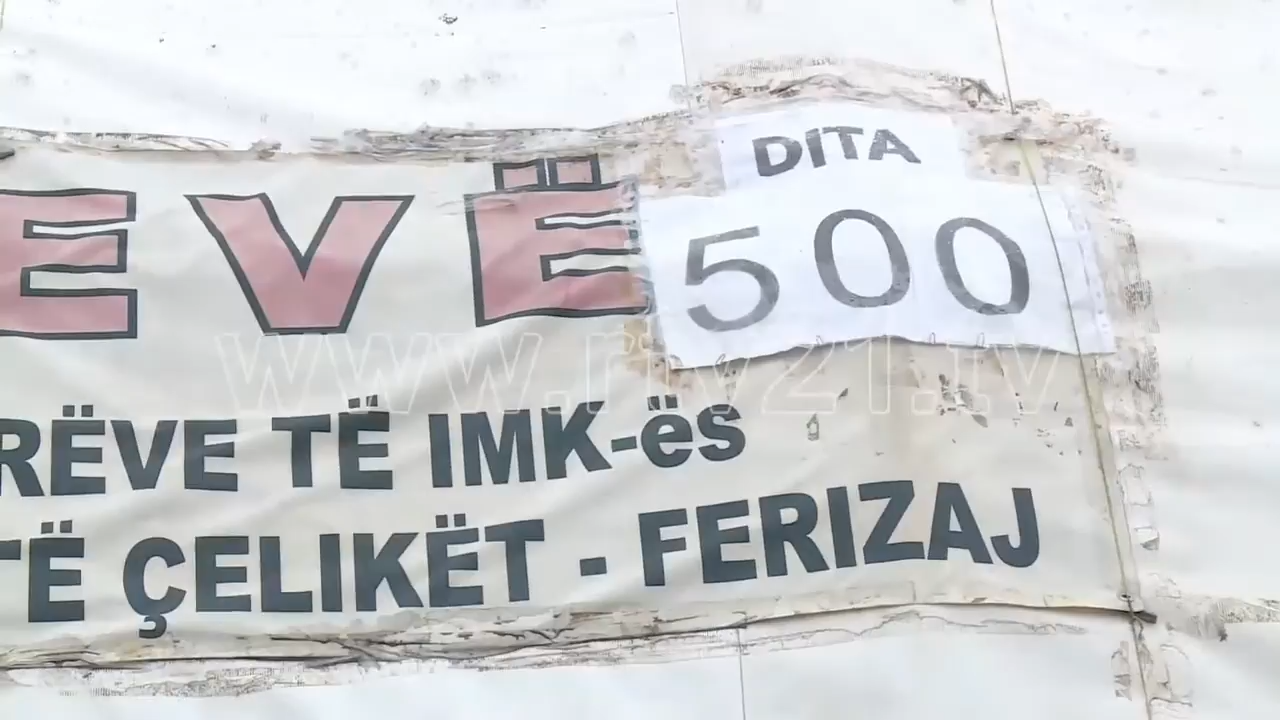 DITA
EVË 500
www.rtv21.tv
RËVE TË IMK-ës
TË ÇELIKËT - FERIZAJ